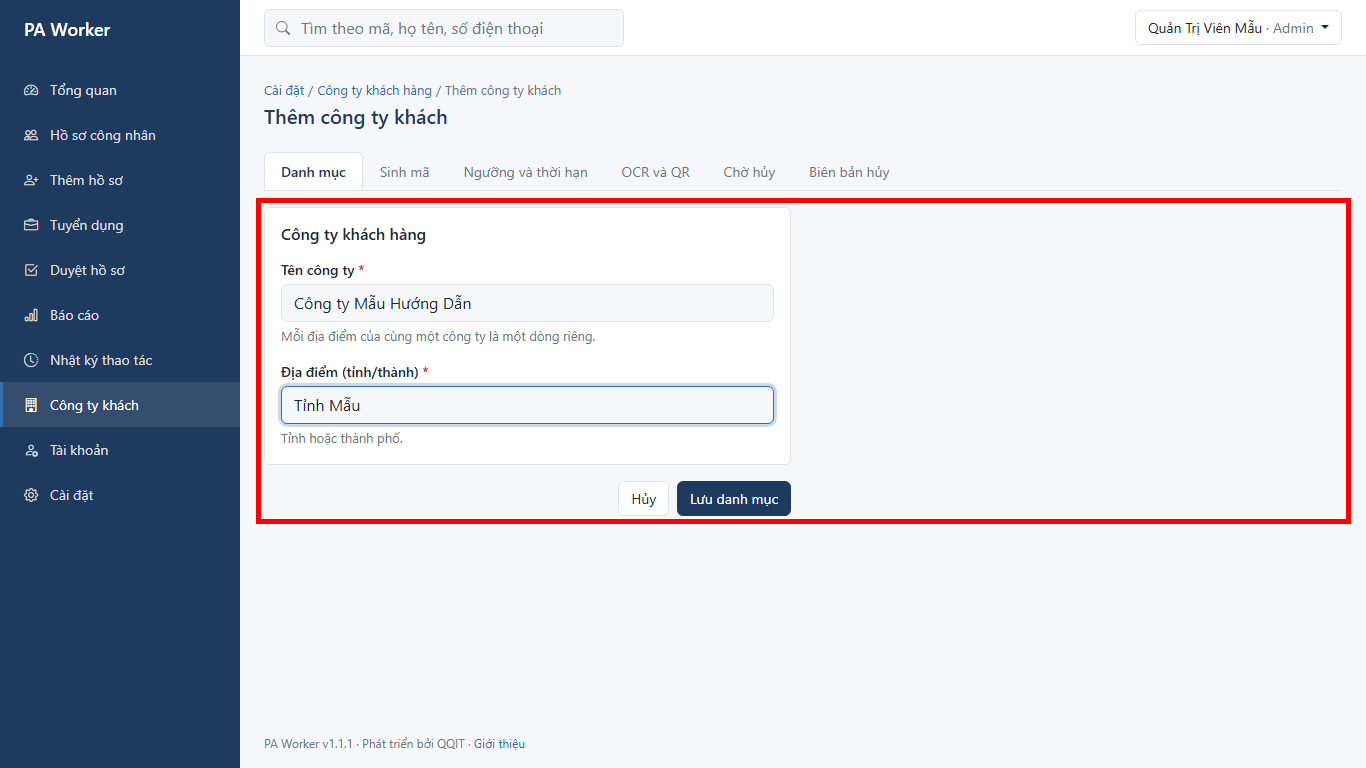 PA Worker
Tìm theo mã, họ tên, số điện thoại
Quản Trị Viên Mẫu · Admin
Tổng quan
Hồ sơ công nhân
Thêm hồ sơ
Tuyển dụng
Duyệt hồ sơ
Báo cáo
Nhật ký thao tác
Công ty khách
Tài khoản
Cài đặt
Cài đặt / Công ty khách hàng / Thêm công ty khách
Thêm công ty khách
Danh mục Sinh mã Ngưỡng và thời hạn OCR và QR Chờ hủy Biên bản hủy
Công ty khách hàng
Tên công ty *
Công ty Mẫu Hướng Dẫn
Mỗi địa điểm của cùng một công ty là một dòng riêng.
Địa điểm (tỉnh/thành) *
Tỉnh Mẫu
Tỉnh hoặc thành phố.
Hủy Lưu danh mục
PA Worker v1.1.1 · Phát triển bởi QQIT · Giới thiệu